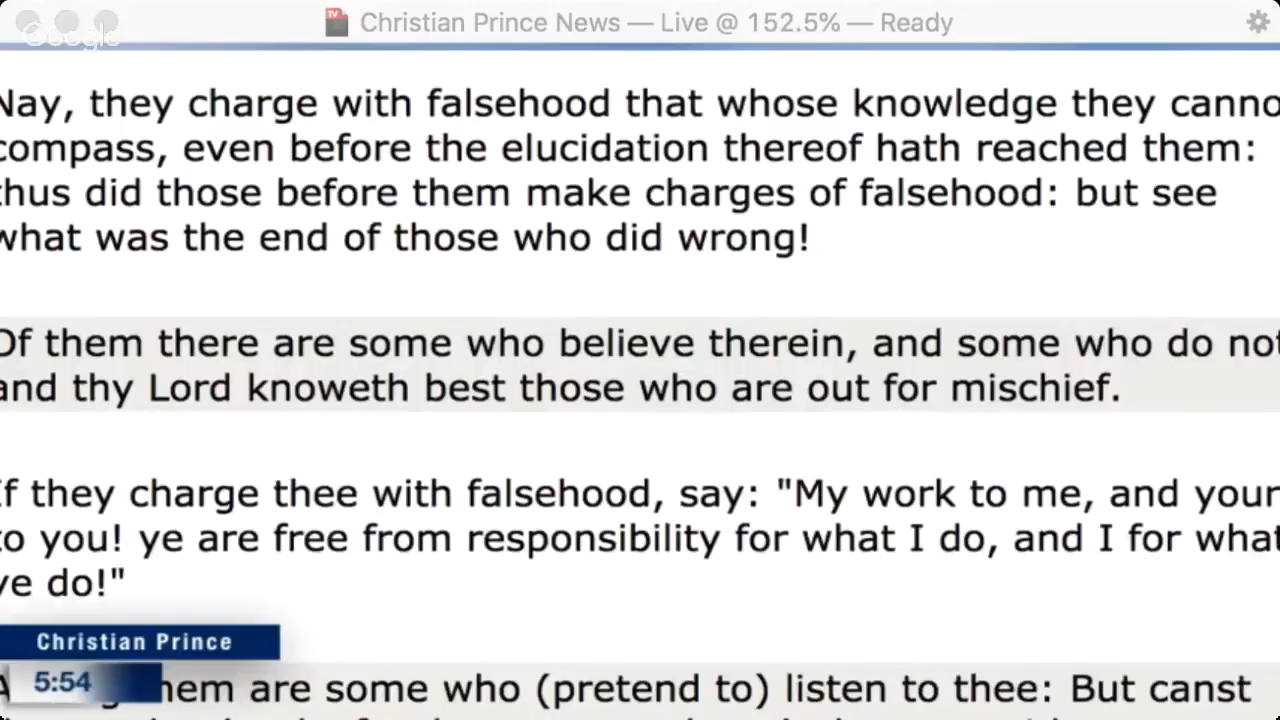 Google
TV
Christian Prince News — Live @ 152.5% — Ready
Nay, they charge with falsehood that whose knowledge they canno
compass, even before the elucidation thereof hath reached them:
thus did those before them make charges of falsehood: but see
what was the end of those who did wrong!
Of them there are some who believe therein, and some who do not
and thy Lord knoweth best those who are out for mischief.
If they charge thee with falsehood, say: "My work to me, and your
to you! ye are free from responsibility for what I do, and I for what
ye do!"
Christian Prince
5:54
hem are some who (pretend to) listen to thee: But canst